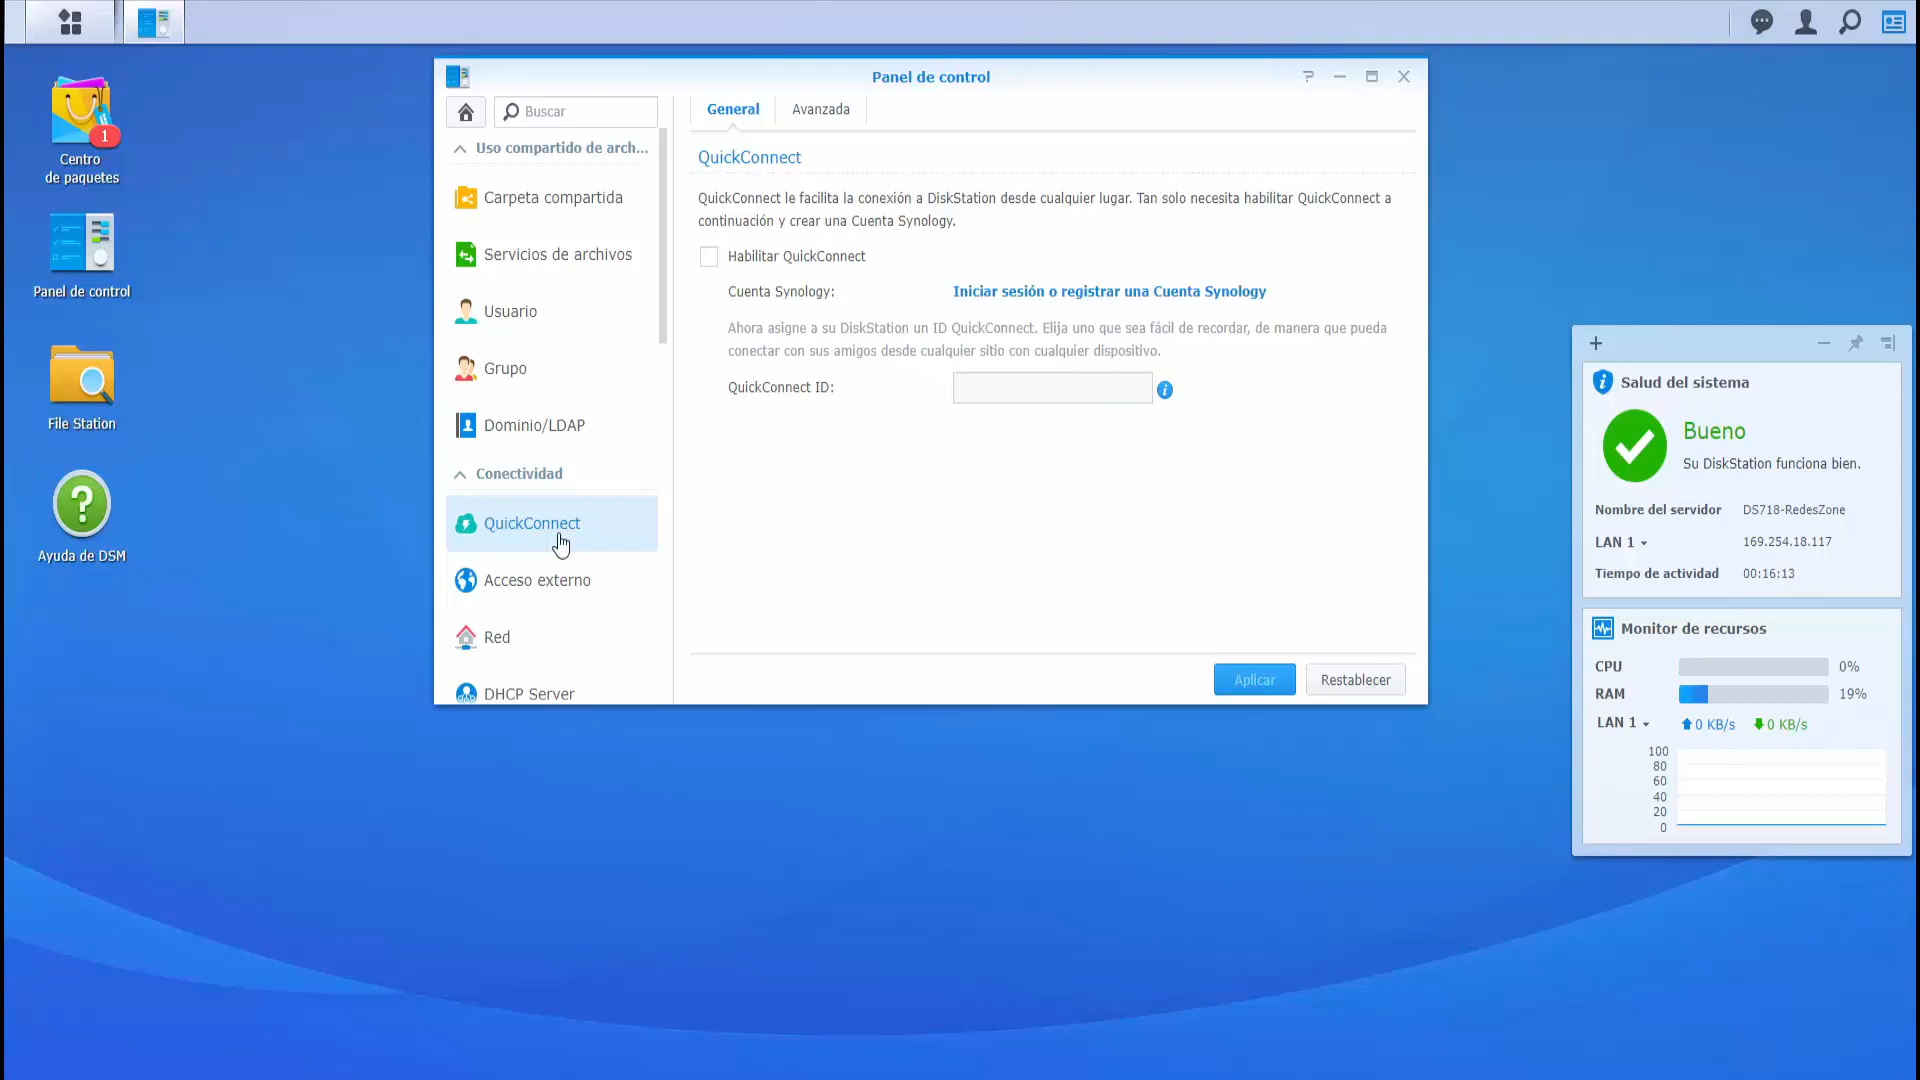 Centro
de paquetes
1
Panel de control
File Station
Ayuda de DSM
Panel de control
Buscar
Uso compartido de arch...
Carpeta compartida
Servicios de archivos
Usuario
Grupo
Dominio/LDAP
Conectividad
QuickConnect
Acceso externo
Red
DHCP Server
General
Avanzada
QuickConnect
QuickConnect le facilita la conexión a DiskStation desde cualquier lugar. Tan solo necesita habilitar QuickConnect a
continuación y crear una Cuenta Synology.
Habilitar QuickConnect
Cuenta Synology: Iniciar sesión o registrar una Cuenta Synology
Ahora asigne a su DiskStation un ID QuickConnect. Elija uno que sea fácil de recordar, de manera que pueda
conectar con sus amigos desde cualquier sitio con cualquier dispositivo.
QuickConnect ID:
Aplicar
Restablecer
Salud del sistema
Bueno
Su DiskStation funciona bien.
Nombre del servidor DS718-RedesZone
LAN 1 169.254.18.117
Tiempo de actividad 00:16:13
Monitor de recursos
CPU 0%
RAM 19%
LAN 1 0 KB/s 0 KB/s
100
80
60
40
20
0